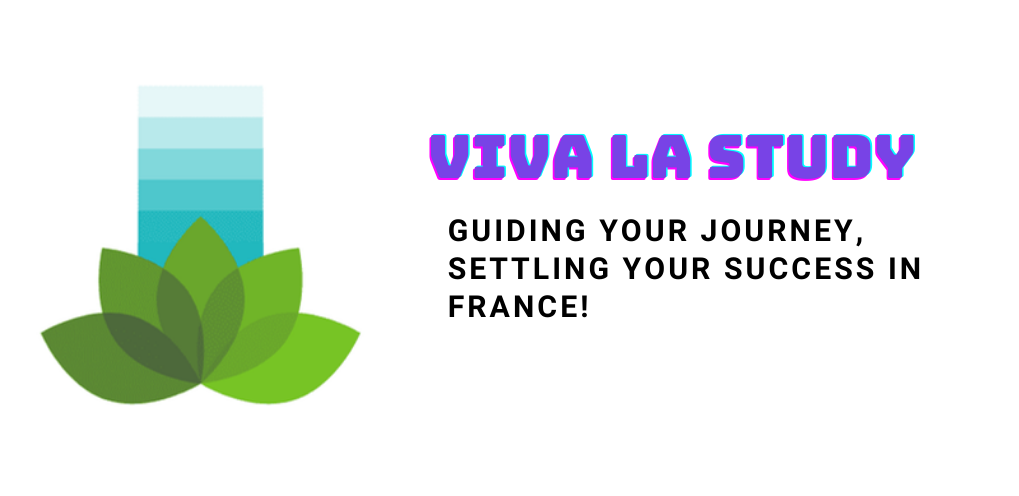 VIVA LA STUDY
GUIDING YOUR JOURNEY,
SETTLING YOUR SUCCESS IN
FRANCE!